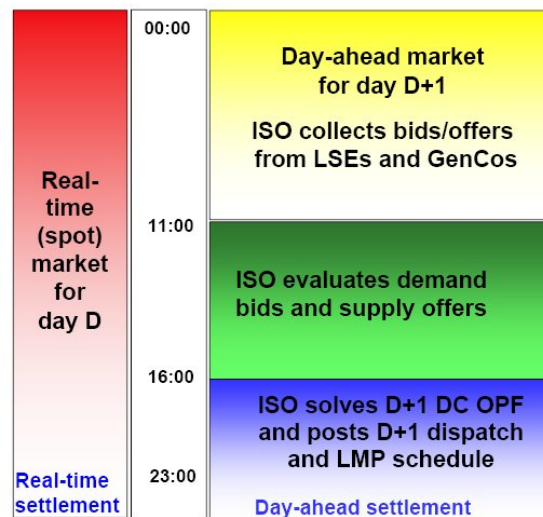 Real-
time
(spot)
market
for
day D
Real-time
settlement
00:00
11:00
16:00
23:00
Day-ahead market
for day D+1
ISO collects bids/offers
from LSEs and GenCos
ISO evaluates demand
bids and supply offers
ISO solves D+1 DC OPF
and posts D+1 dispatch
and LMP schedule
Day-ahead settlement